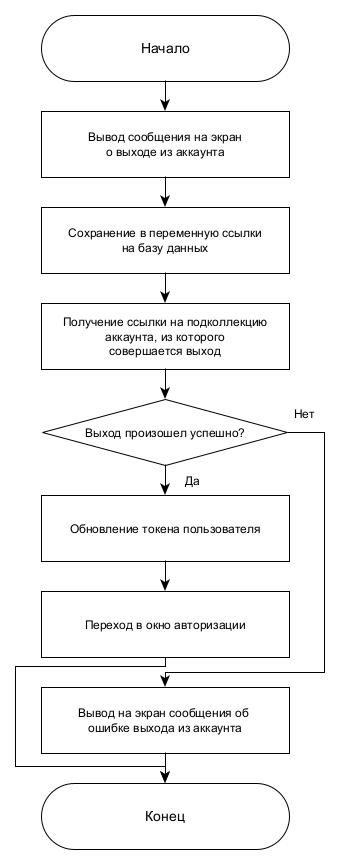 Начало
Вывод сообщения на экран
о выходе из аккаунта
Сохранение в переменную ссылки
на базу данных
Получение ссылки на подколлекцию
аккаунта, из которого
совершается выход
Нет
Выход произошел успешно?
Да
Обновление токена пользователя
Переход в окно авторизации
Вывод на экран сообщения об
ошибке выхода из аккаунта
Конец